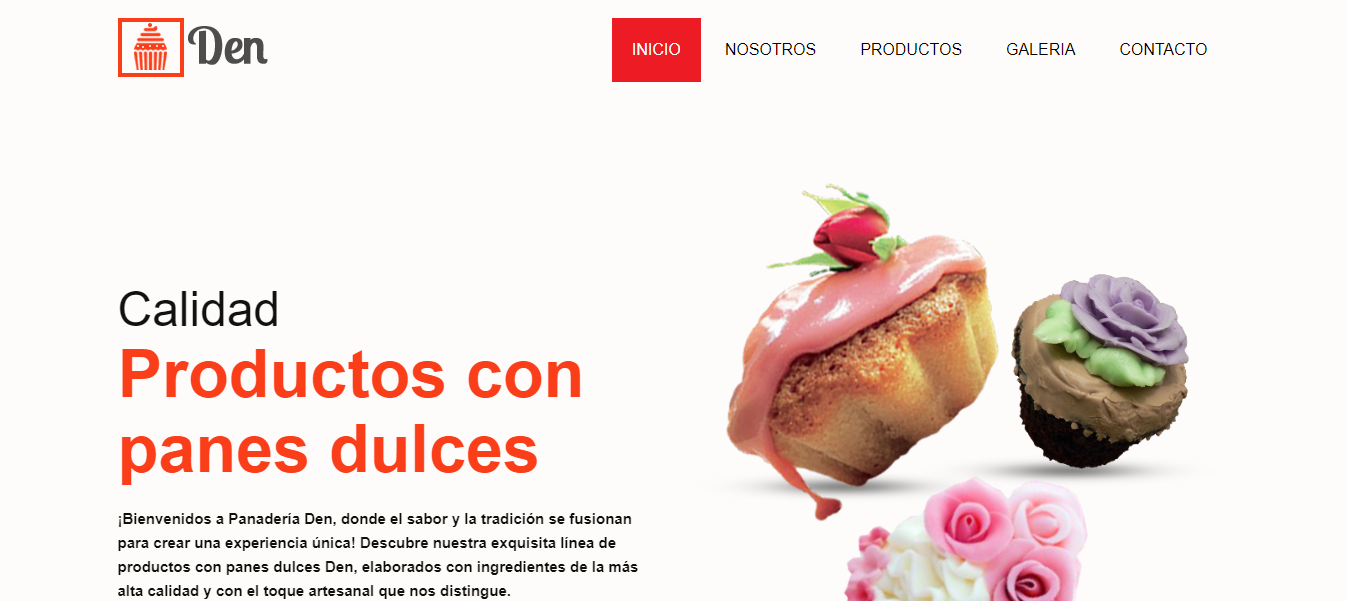 Den
INICIO NOSOTROS PRODUCTOS GALERIA CONTACTO
Calidad
Productos con
panes dulces
¡Bienvenidos a Panadería Den, donde el sabor y la tradición se fusionan
para crear una experiencia única! Descubre nuestra exquisita línea de
productos con panes dulces Den, elaborados con ingredientes de la más
alta calidad y con el toque artesanal que nos distingue.